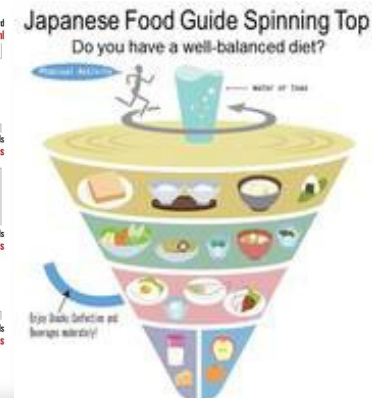 Japanese Food Guide Spinning Top
Do you have a well-balanced diet?
Physical Activity
Water or Teas
Enjoy Snacks Confection and
Beverages moderately!